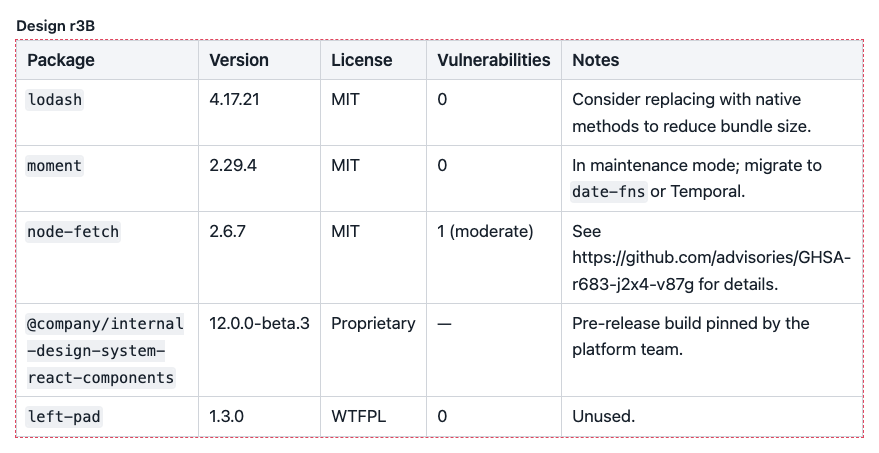 Design r3B
Package Version License Vulnerabilities Notes
lodash 4.17.21 MIT 0 Consider replacing with native
methods to reduce bundle size.
moment 2.29.4 MIT 0 In maintenance mode; migrate to
date-fns or Temporal.
node-fetch 2.6.7 MIT 1 (moderate) See
https://github.com/advisories/GHSA-
r683-j2x4-v87g for details.
@company/internal 12.0.0-beta.3 Proprietary — Pre-release build pinned by the
-design-system- platform team.
react-components
left-pad 1.3.0 WTFPL 0 Unused.